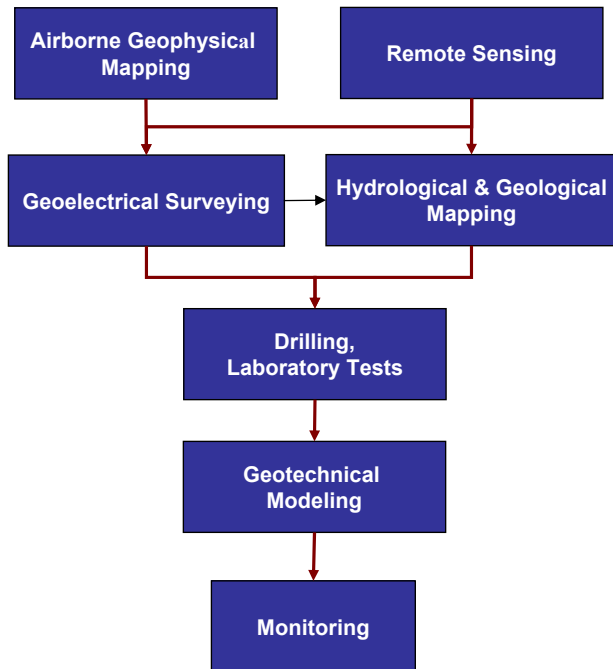 Airborne Geophysical
Mapping
Remote Sensing
Geoelectrical Surveying
Hydrological & Geological
Mapping
Drilling,
Laboratory Tests
Geotechnical
Modeling
Monitoring